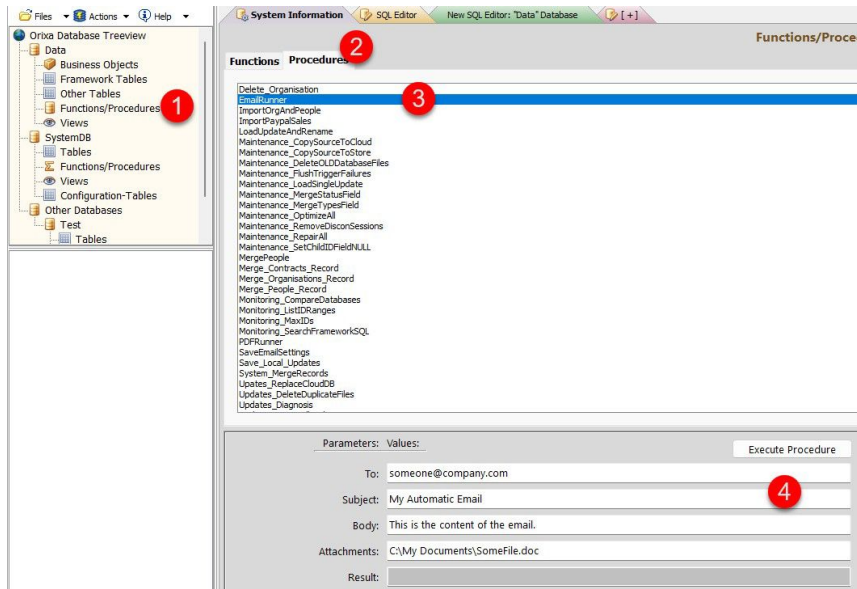 Files Actions Help
Orixa Database Treeview
Data
Business Objects
Framework Tables
Other Tables
Functions/Procedures
Views
SystemDB
Tables
Functions/Procedures
Views
Configuration-Tables
Other Databases
Test
Tables
1
System Information SQL Editor New SQL Editor: "Data" Database [+]
Functions/Proce
2
Functions Procedures
Delete_Organisation
EmailRunner
3
ImportOrgAndPeople
ImportPaypalSales
LoadUpdateAndRename
Maintenance_CopySourceToCloud
Maintenance_CopySourceToStore
Maintenance_DeleteOLDDatabaseFiles
Maintenance_FlushTriggerFailures
Maintenance_LoadSingleUpdate
Maintenance_MergeStatusField
Maintenance_MergeTypesField
Maintenance_OptimizeAll
Maintenance_RemoveDisconSessions
Maintenance_RepairAll
Maintenance_SetChildIDFieldNULL
MergePeople
Merge_Contracts_Record
Merge_Organisations_Record
Merge_People_Record
Monitoring_CompareDatabases
Monitoring_ListIDRanges
Monitoring_MaxIDs
Monitoring_SearchFrameworkSQL
PDFRunner
SaveEmailSettings
Save_Local_Updates
System_MergeRecords
Upates_ReplaceCloudDB
Updates_DeleteDuplicateFiles
Updates_Diagnosis
Parameters: Values:
Execute Procedure
To: someone@company.com
4
Subject: My Automatic Email
Body: This is the content of the email.
Attachments: C:\My Documents\SomeFile.doc
Result: